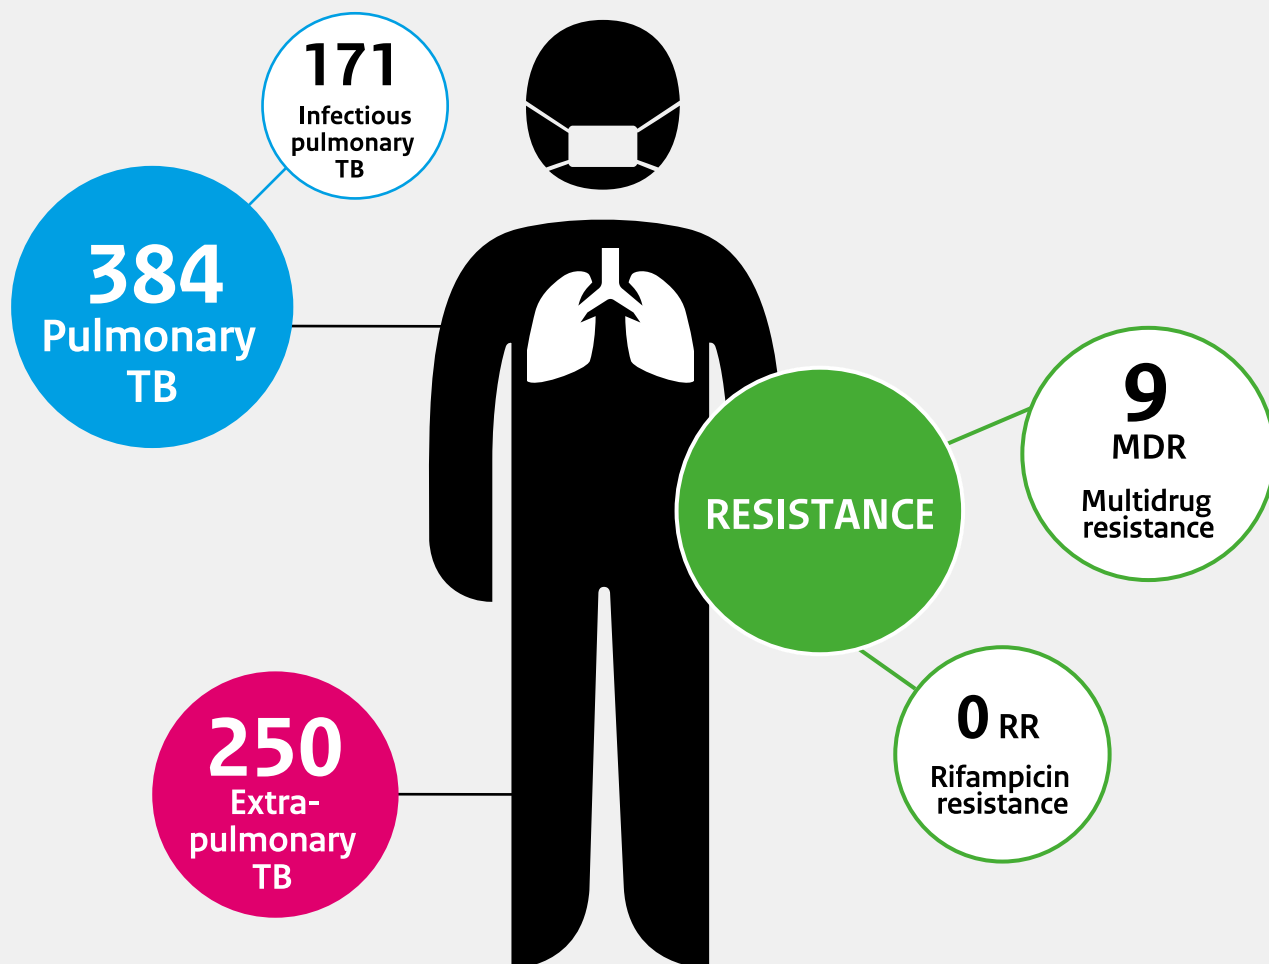 171
Infectious
pulmonary
TB
384
Pulmonary
TB
RESISTANCE
9
MDR
Multidrug
resistance
0 RR
Rifampicin
resistance
250
Extra-
pulmonary
TB